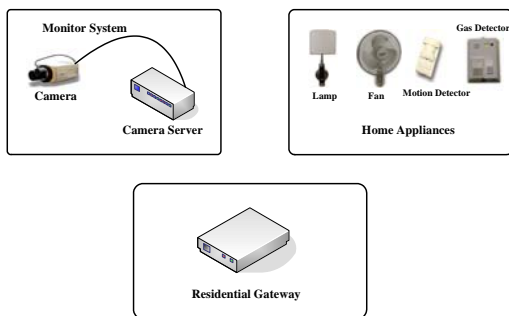 Monitor System
Camera
Camera Server
Gas Detector
Lamp
Fan
Motion Detector
Home Appliances
Residential Gateway